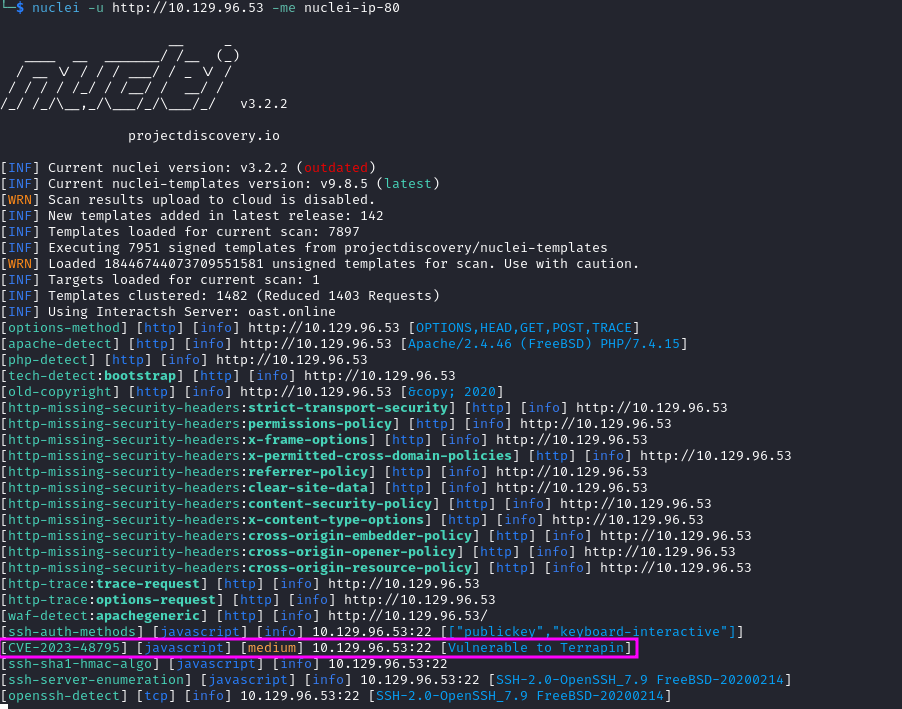 └─$ nuclei -u http://10.129.96.53 -me nuclei-ip-80
nuclei v3.2.2
projectdiscovery.io
[INF] Current nuclei version: v3.2.2 (outdated)
[INF] Current nuclei-templates version: v9.8.5 (latest)
[WRN] Scan results upload to cloud is disabled.
[INF] New templates added in latest release: 142
[INF] Templates loaded for current scan: 7897
[INF] Executing 7951 signed templates from projectdiscovery/nuclei-templates
[WRN] Loaded 18446744073709551581 unsigned templates for scan. Use with caution.
[INF] Targets loaded for current scan: 1
[INF] Templates clustered: 1482 (Reduced 1403 Requests)
[INF] Using Interactsh Server: oast.online
[options-method] [http] [info] http://10.129.96.53 [OPTIONS,HEAD,GET,POST,TRACE]
[apache-detect] [http] [info] http://10.129.96.53 [Apache/2.4.46 (FreeBSD) PHP/7.4.15]
[php-detect] [http] [info] http://10.129.96.53
[tech-detect:bootstrap] [http] [info] http://10.129.96.53
[old-copyright] [http] [info] http://10.129.96.53 [&copy; 2020]
[http-missing-security-headers:strict-transport-security] [http] [info] http://10.129.96.53
[http-missing-security-headers:permissions-policy] [http] [info] http://10.129.96.53
[http-missing-security-headers:x-frame-options] [http] [info] http://10.129.96.53
[http-missing-security-headers:x-permitted-cross-domain-policies] [http] [info] http://10.129.96.53
[http-missing-security-headers:referrer-policy] [http] [info] http://10.129.96.53
[http-missing-security-headers:clear-site-data] [http] [info] http://10.129.96.53
[http-missing-security-headers:content-security-policy] [http] [info] http://10.129.96.53
[http-missing-security-headers:x-content-type-options] [http] [info] http://10.129.96.53
[http-missing-security-headers:cross-origin-embedder-policy] [http] [info] http://10.129.96.53
[http-missing-security-headers:cross-origin-opener-policy] [http] [info] http://10.129.96.53
[http-missing-security-headers:cross-origin-resource-policy] [http] [info] http://10.129.96.53
[http-trace:trace-request] [http] [info] http://10.129.96.53
[http-trace:options-request] [http] [info] http://10.129.96.53
[waf-detect:apachegeneric] [http] [info] http://10.129.96.53/
[ssh-auth-methods] [javascript] [info] 10.129.96.53:22 [["publickey","keyboard-interactive"]]
[CVE-2023-48795] [javascript] [medium] 10.129.96.53:22 [Vulnerable to Terrapin]
[ssh-sha1-hmac-algo] [javascript] [info] 10.129.96.53:22
[ssh-server-enumeration] [javascript] [info] 10.129.96.53:22 [SSH-2.0-OpenSSH_7.9 FreeBSD-20200214]
[openssh-detect] [tcp] [info] 10.129.96.53:22 [SSH-2.0-OpenSSH_7.9 FreeBSD-20200214]